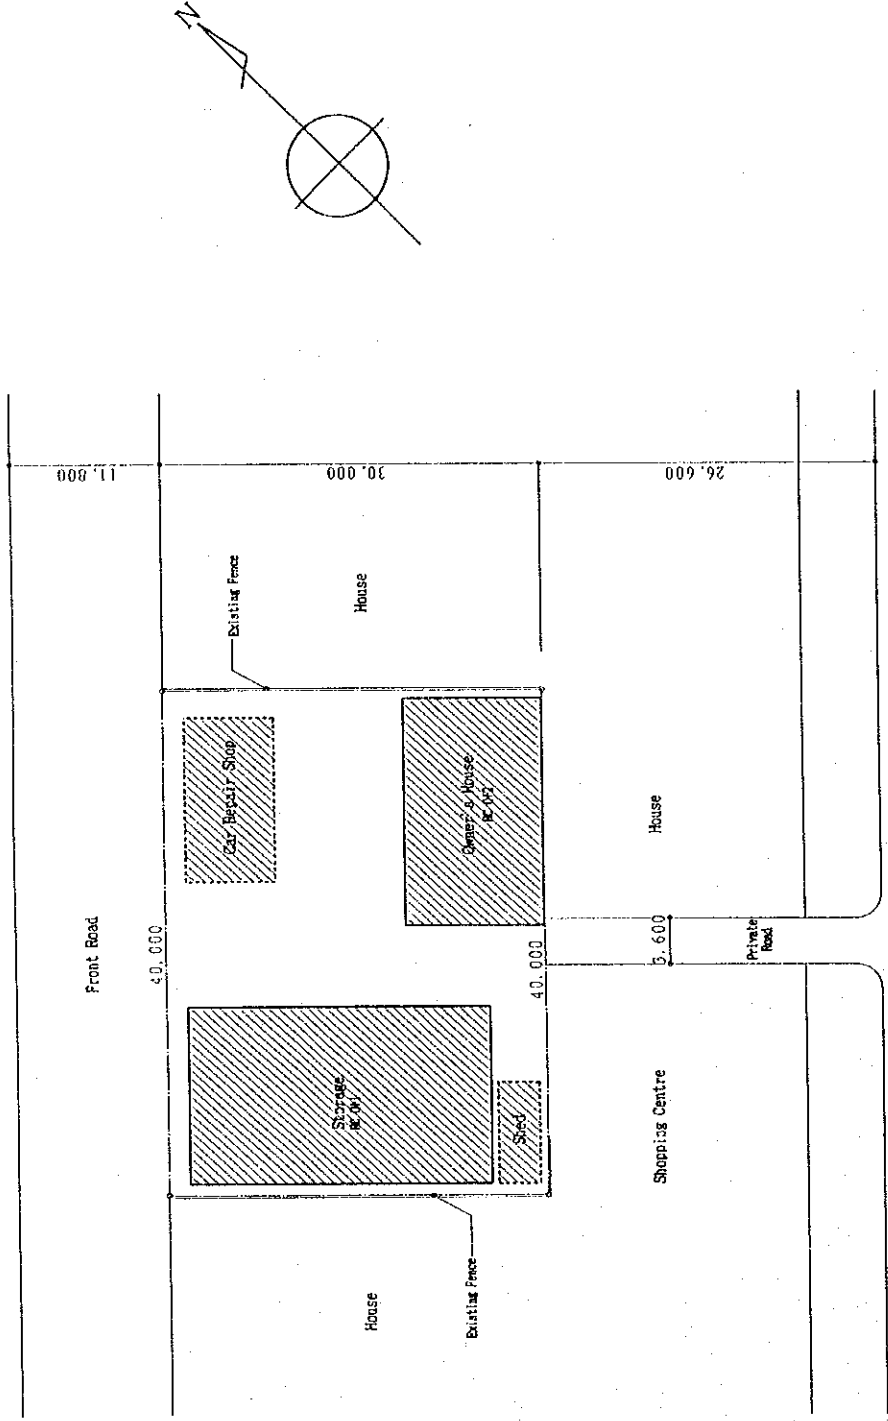 N
11.800
30.000
26.600
Existing Fence
House
Car Repair Shop
Owner's House
House
Front Road
40.000
40.000
3.600
Private
Road
Storage
Shed
Shopping Centre
House
Existing Fence